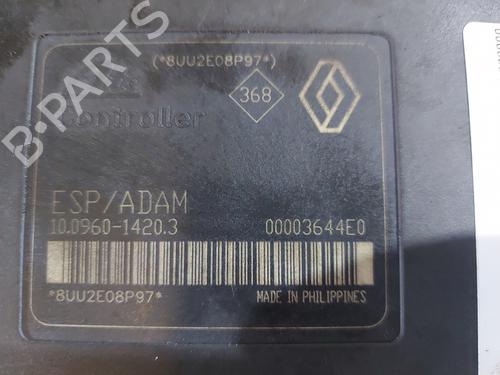 (*8UU2E08P97*)
368
Controller
ESP/ADAM
10.0960-1420.3 00003644E0
*8UU2E08P97* MADE IN PHILIPPINES
B-PARTS